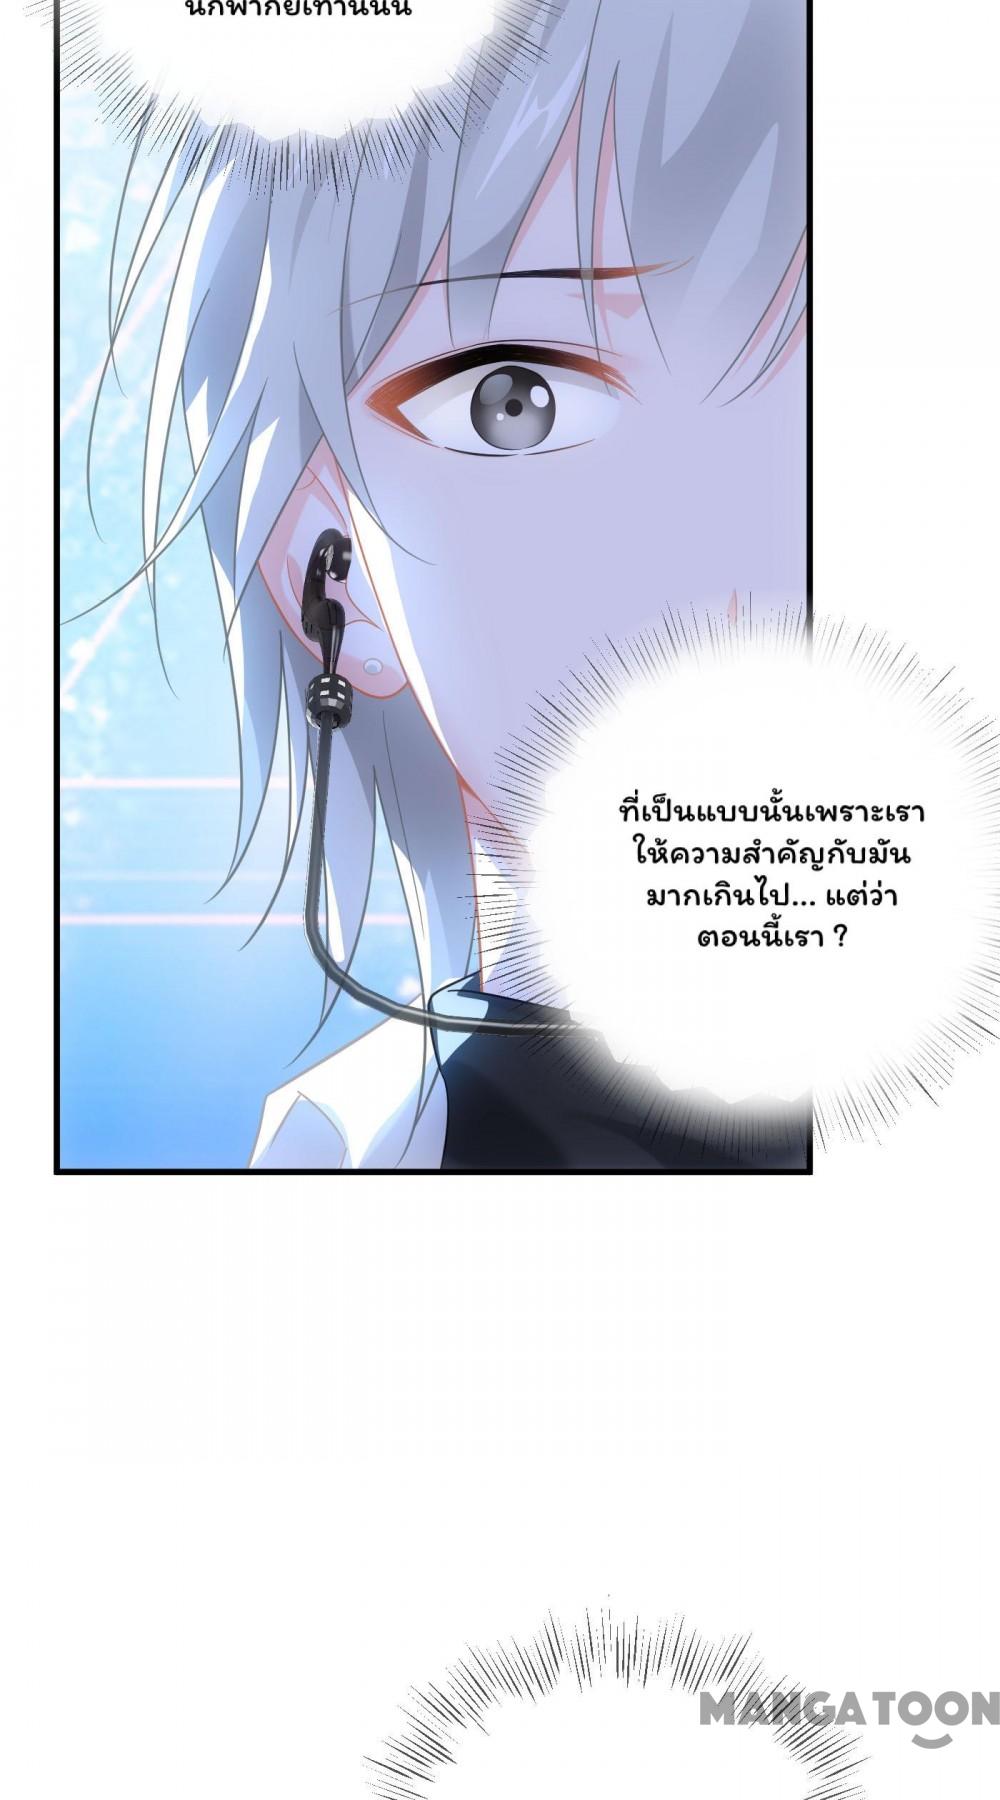 นักพากย์เท่านั้น
ที่เป็นแบบนั้นเพราะเรา
ให้ความสำคัญกับมัน
มากเกินไป... แต่ว่า
ตอนนี้เรา ?
MANGATOON